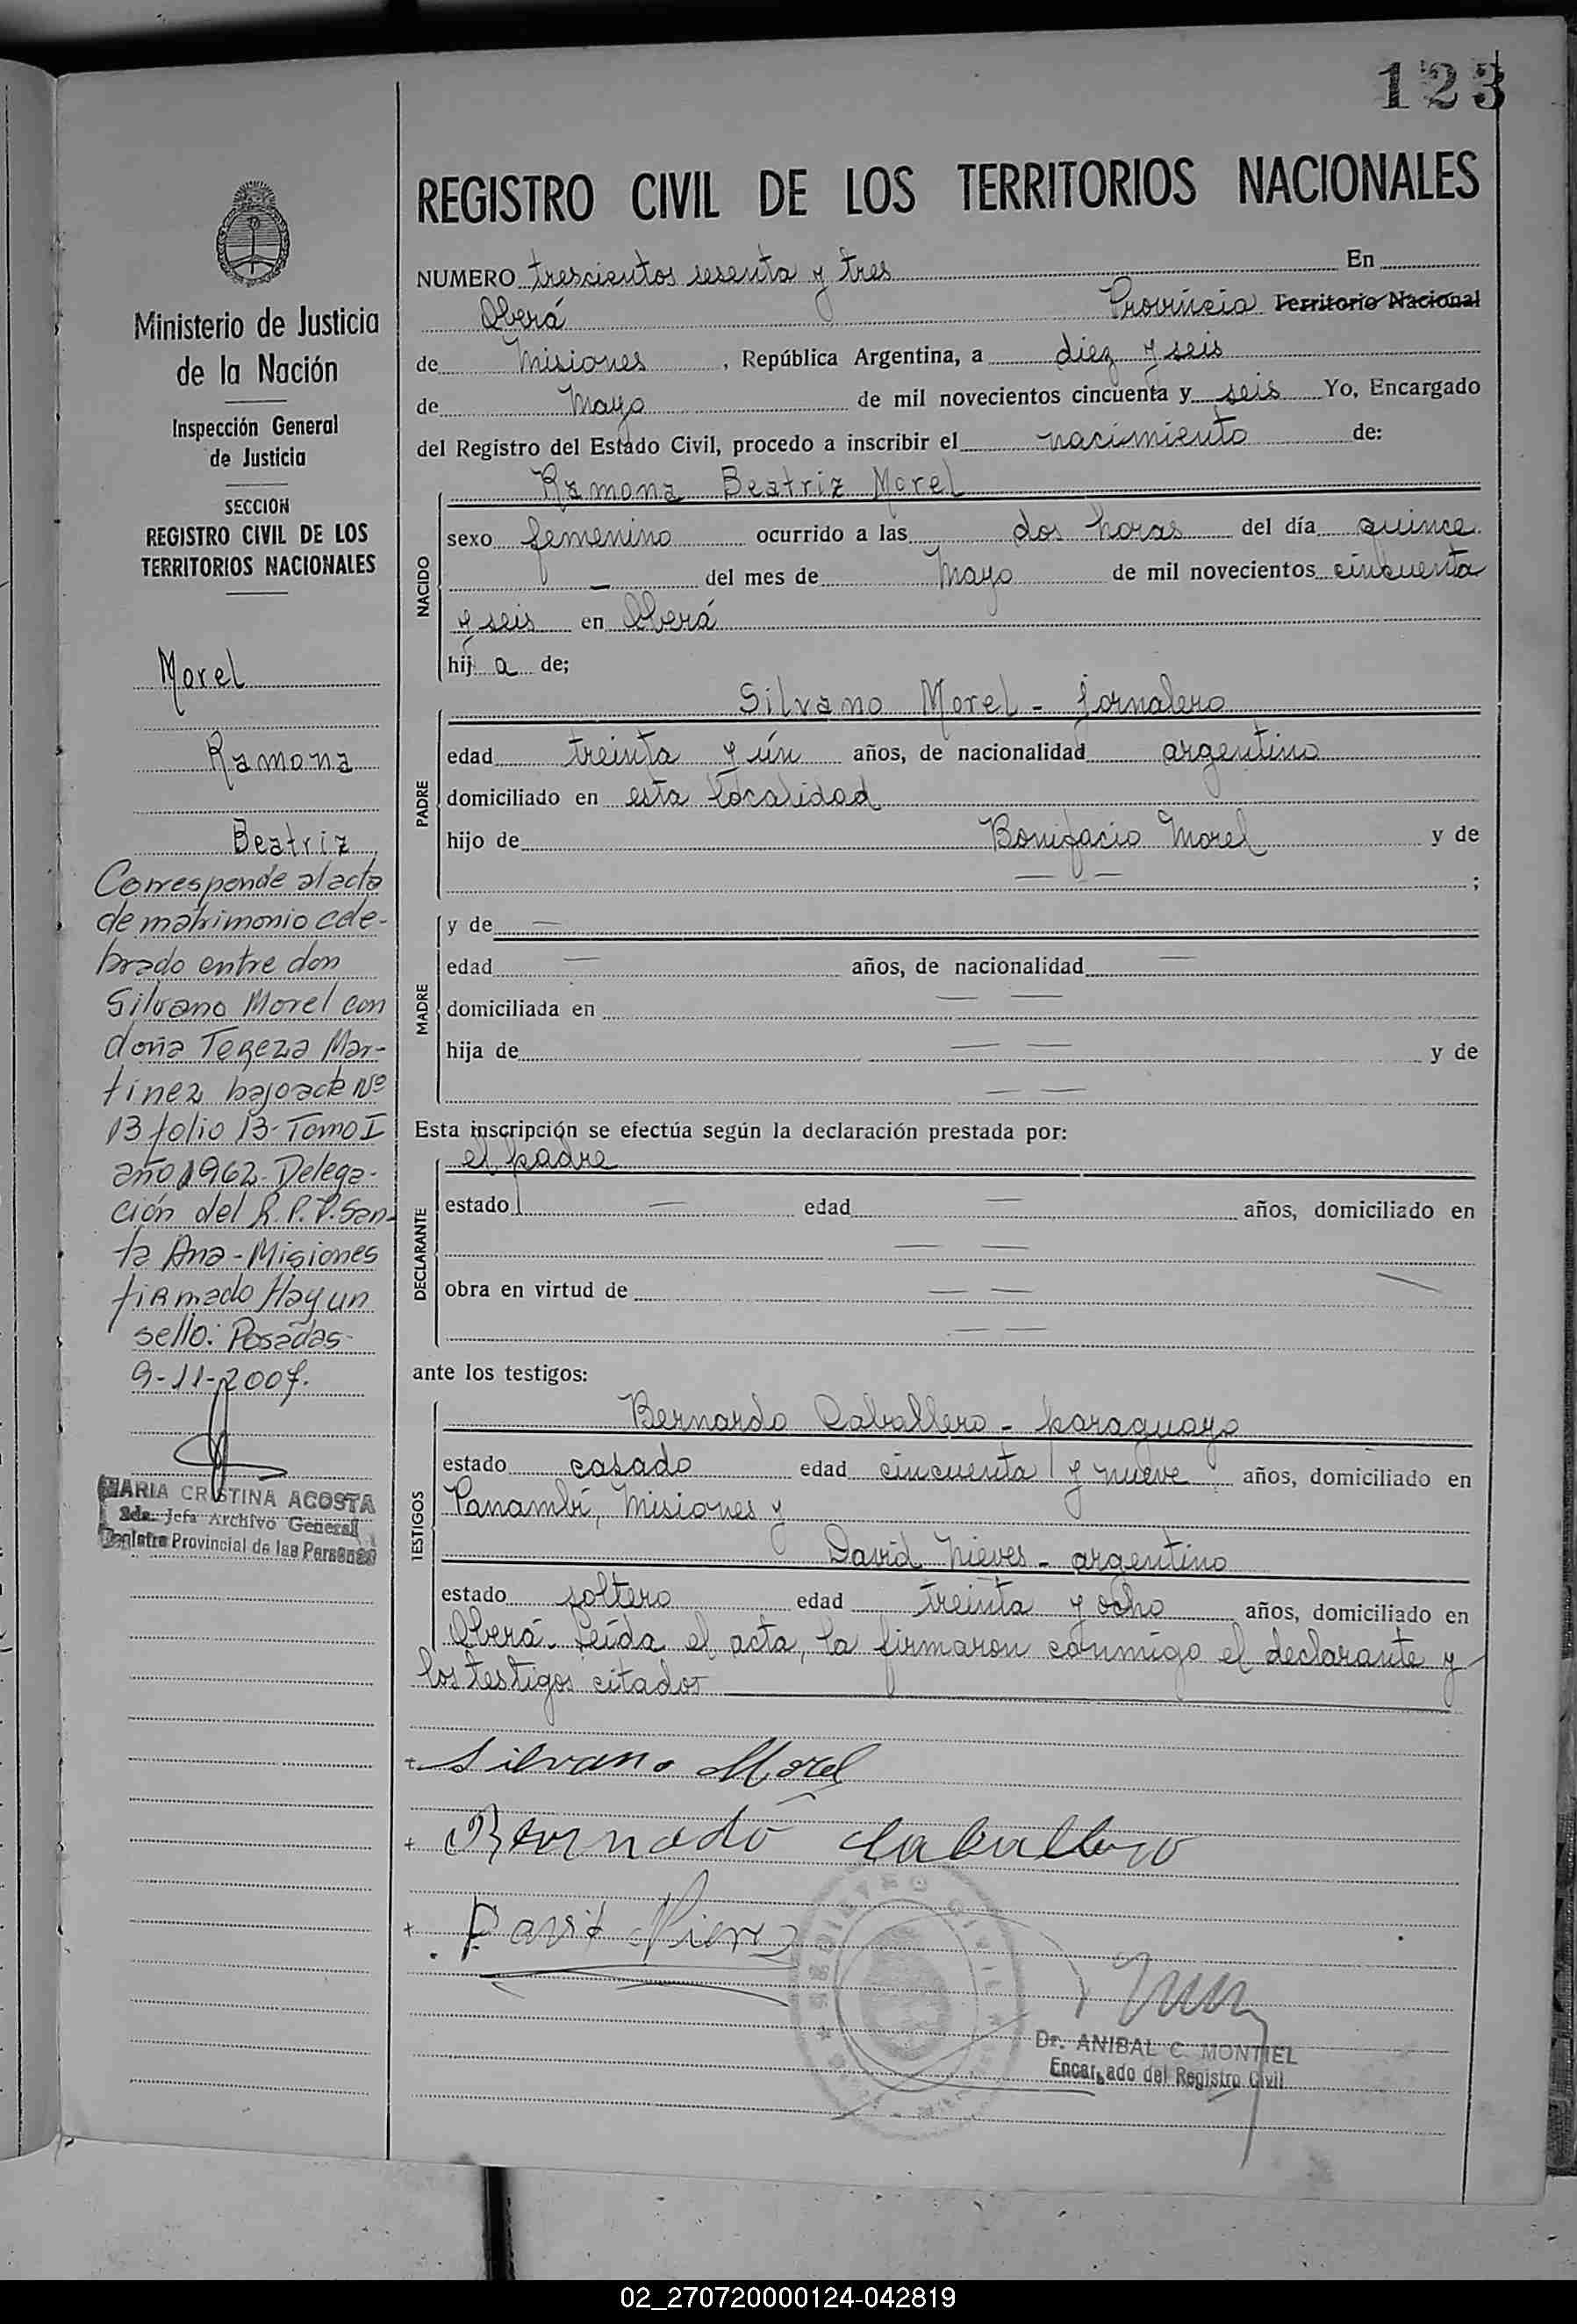 123
REGISTRO CIVIL DE LOS TERRITORIOS NACIONALES
NUMERO trescientos sesenta y tres En
Oberá Provincia Territorio Nacional
de Misiones, República Argentina, a diez y seis
de Mayo de mil novecientos cincuenta y seis Yo, Encargado
del Registro del Estado Civil, procedo a inscribir el nacimiento de:
NACIDO
Ramona Beatriz Morel
sexo femenino ocurrido a las dos horas del día quince
— del mes de Mayo de mil novecientos cincuenta
y seis en Oberá
hij a de;
PADRE
Silvano Morel - jornalero
edad treinta y ún años, de nacionalidad argentino
domiciliado en esta localidad
hijo de Bonifacio Morel y de
— — ;
MADRE
y de —
edad — años, de nacionalidad —
domiciliada en — —
hija de — — y de
— —
Esta inscripción se efectúa según la declaración prestada por:
DECLARANTE
el padre
estado — edad — años, domiciliado en
— —
obra en virtud de — —
— —
ante los testigos:
TESTIGOS
Bernardo Caballero - paraguayo
estado casado edad cincuenta y nueve años, domiciliado en
Panambí, Misiones y
David Nieves - argentino
estado soltero edad treinta y ocho años, domiciliado en
Oberá. Leída el acta, la firmaron conmigo el declarante y
los testigos citados
+ Silvano Morel
+ Bernado Caballero
+
REGISTRO CIVIL
Dr. ANIBAL C. MONTIEL
Encargado del Registro Civil
Ministerio de Justicia
de la Nación
Inspección General
de Justicia
SECCION
REGISTRO CIVIL DE LOS
TERRITORIOS NACIONALES
Morel
Ramona
Beatriz
Corresponde al acta
de matrimonio cele-
brado entre don
Silvano Morel con
doña Tereza Mar-
tinez bajo acta Nº
13 folio 13- Tomo I
año 1962- Delega-
ción del R.P.P. San-
ta Ana - Misiones
firmado Hay un
sello: Posadas
9-11-2007.
MARIA CRISTINA ACOSTA
2da. Jefa Archivo General
Registro Provincial de las Personas
02_270720000124-042819